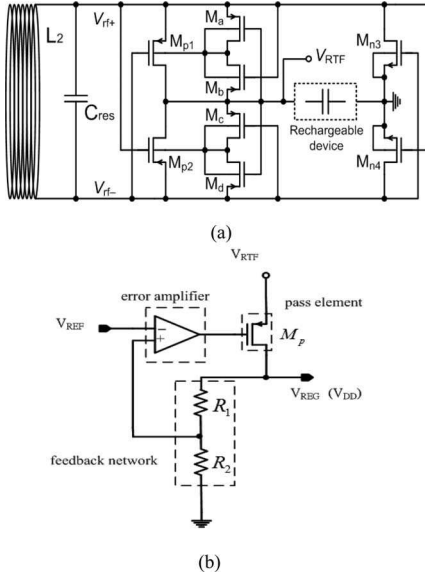 L2
Vrf+
Mp1
Ma
Mb
VRTF
Mn3
Cres
Mc
Rechargeable
device
Mp2
Md
Mn4
Vrf–
(a)
VRTF
error amplifier
pass element
VREF
−
+
Mp
VREG (VDD)
R1
feedback network
R2
(b)